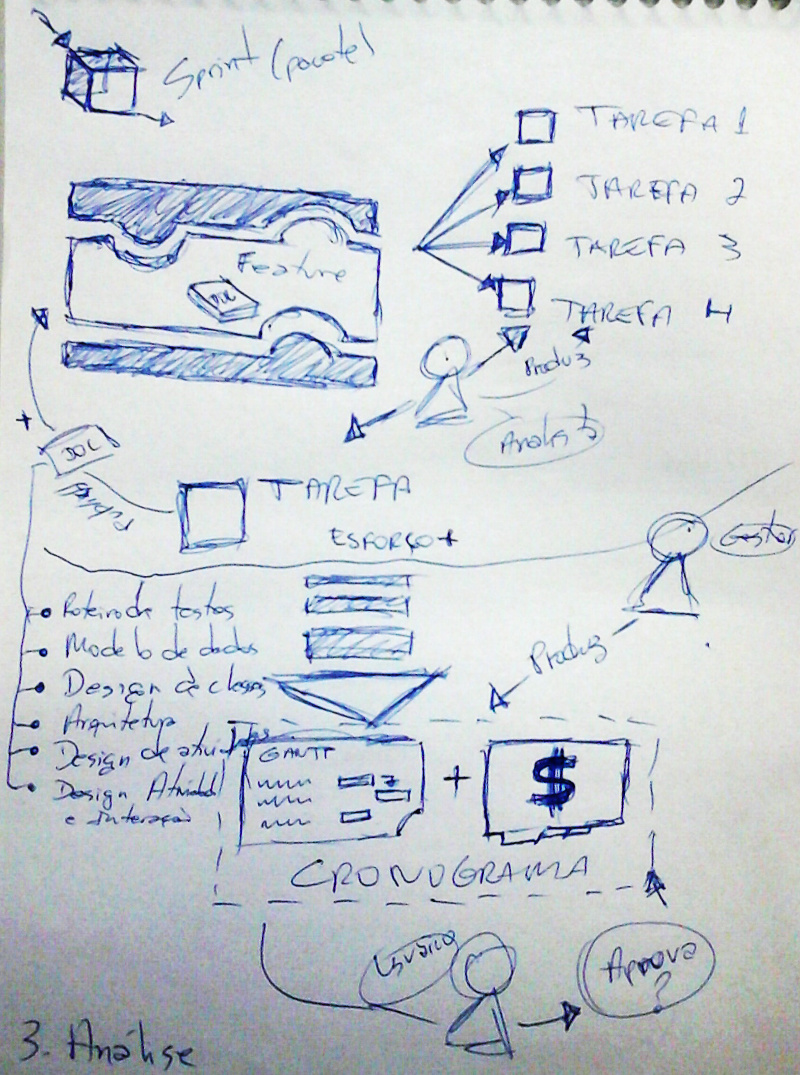 Sprint (pacote)
TAREFA 1
TAREFA 2
TAREFA 3
TAREFA 4
Feature
DOC
Produz
Analista
+
DOC
TAREFA
ESFORÇO +
Gestor
Roteiro de testes
Modelo de dados
Design de classes
Arquitetura
Design de atividades
Design Atividad
e interação
Produz
GANTT
+
$
CRONOGRAMA
Usuário
Aprova
?
3. Análise